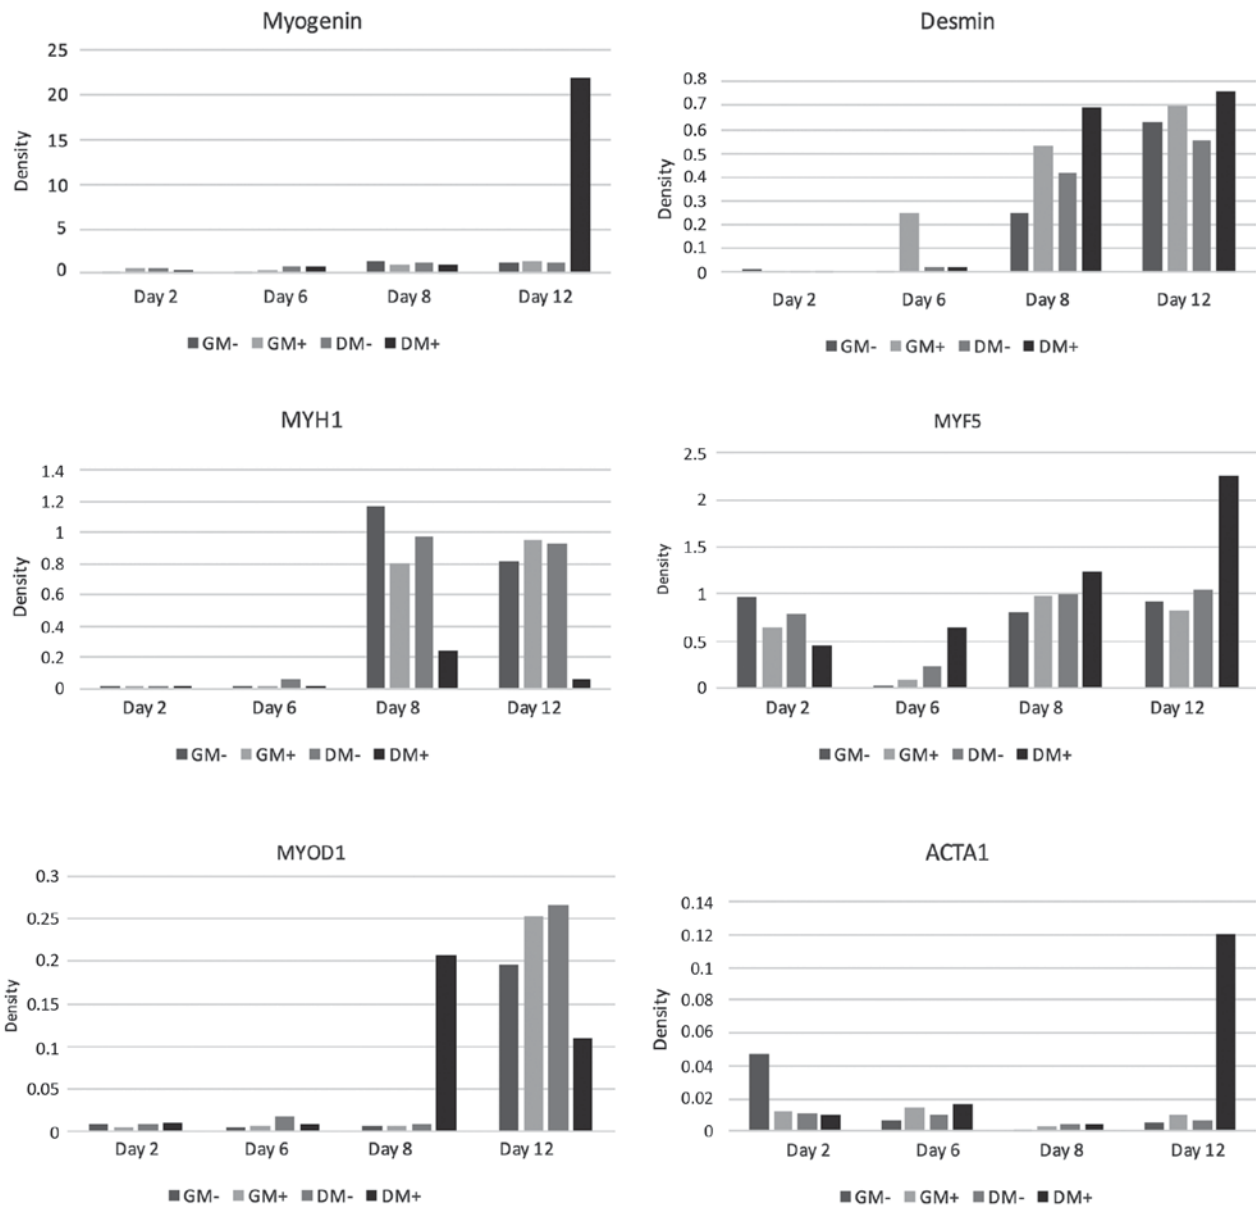 Myogenin
25
20
15
10
5
0
Density
Day 2 Day 6 Day 8 Day 12
GM- GM+ DM- DM+
Desmin
0.8
0.7
0.6
0.5
0.4
0.3
0.2
0.1
0
Density
Day 2 Day 6 Day 8 Day 12
GM- GM+ DM- DM+
MYH1
1.4
1.2
1
0.8
0.6
0.4
0.2
0
Density
Day 2 Day 6 Day 8 Day 12
GM- GM+ DM- DM+
MYF5
2.5
2
1.5
1
0.5
0
Density
Day 2 Day 6 Day 8 Day 12
GM- GM+ DM- DM+
MYOD1
0.3
0.25
0.2
0.15
0.1
0.05
0
Density
Day 2 Day 6 Day 8 Day 12
GM- GM+ DM- DM+
ACTA1
0.14
0.12
0.1
0.08
0.06
0.04
0.02
0
Density
Day 2 Day 6 Day 8 Day 12
GM- GM+ DM- DM+